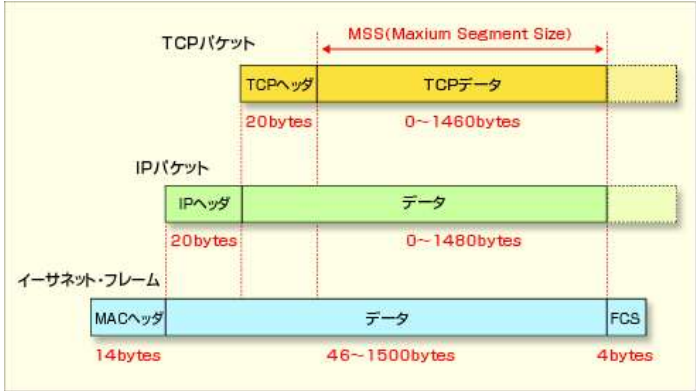 MSS(Maxium Segment Size)
TCPパケット
TCPヘッダ TCPデータ
20bytes 0～1460bytes
IPパケット
IPヘッダ データ
20bytes 0～1480bytes
イーサネット・フレーム
MACヘッダ データ FCS
14bytes 46～1500bytes 4bytes